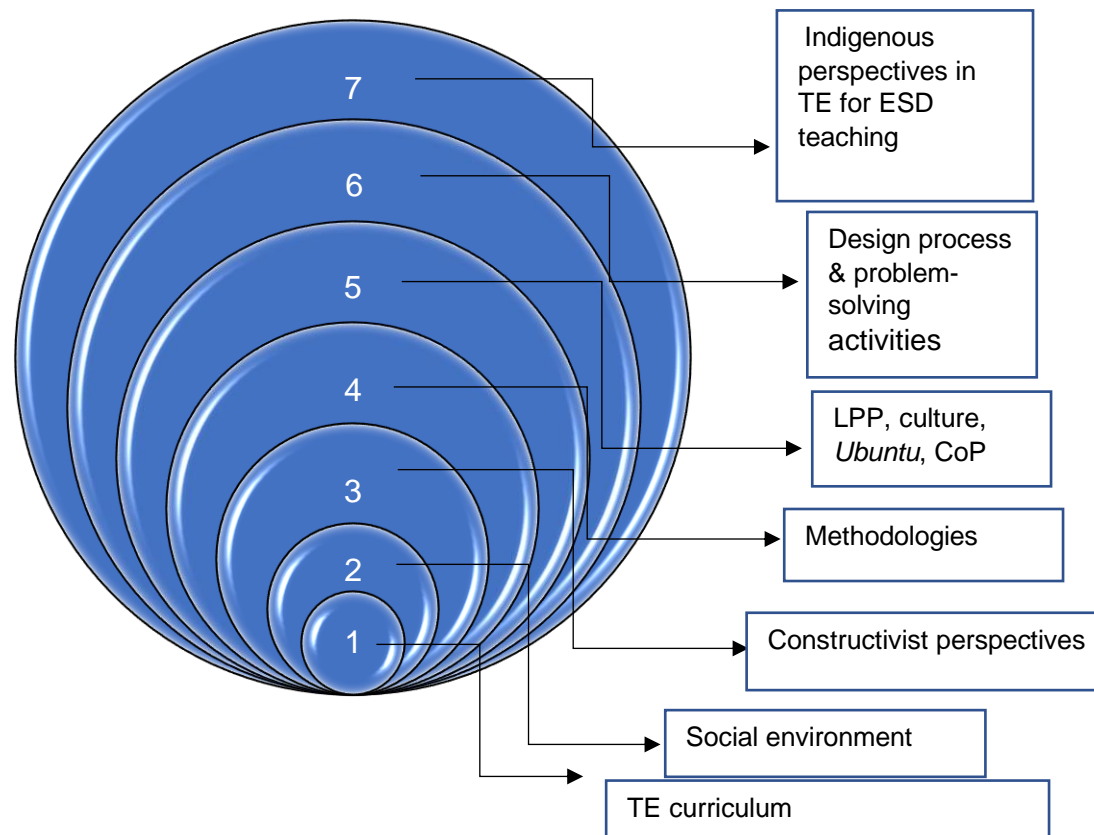 7
Indigenous
perspectives in
TE for ESD
teaching
6
Design process
& problem-
solving
activities
5
LPP, culture,
Ubuntu, CoP
4
Methodologies
3
Constructivist perspectives
2
Social environment
1
TE curriculum